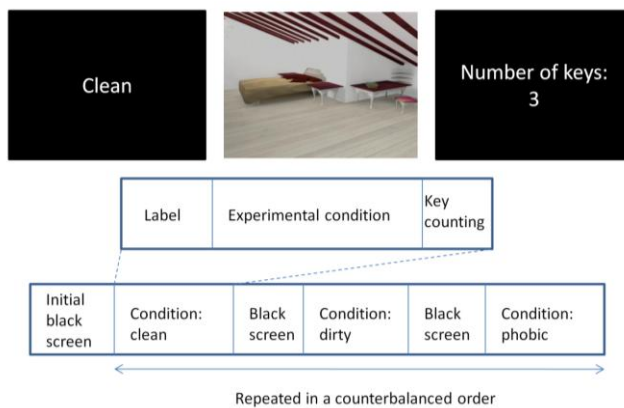 Clean
Number of keys:
3
Label
Experimental condition
Key
counting
Initial
black
screen
Condition:
clean
Black
screen
Condition:
dirty
Black
screen
Condition:
phobic
Repeated in a counterbalanced order